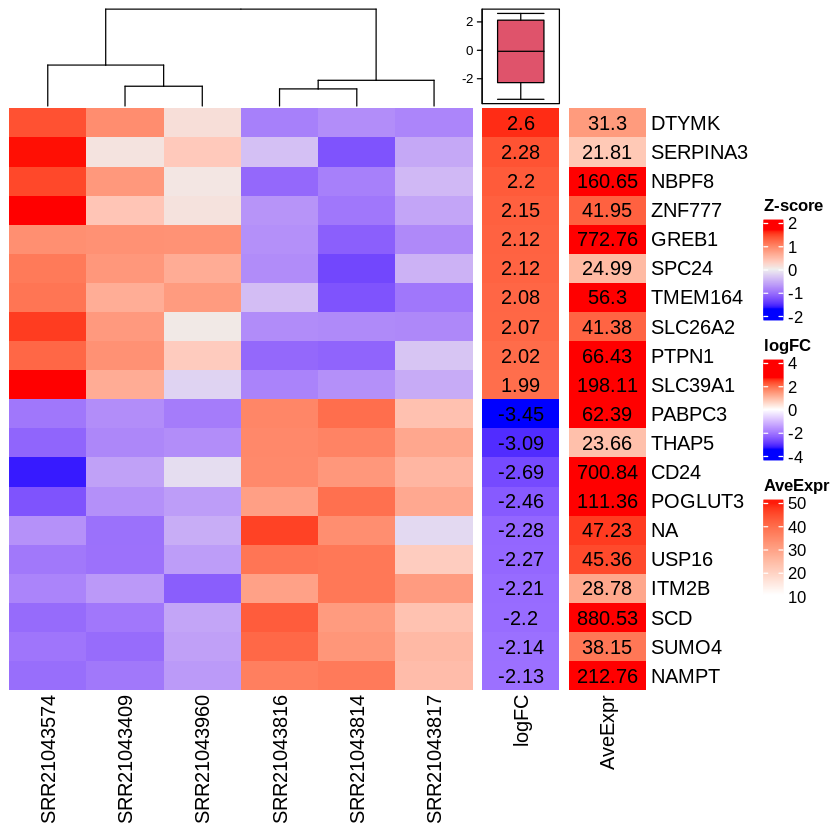 2
0
-2
2.6 31.3 DTYMK
2.28 21.81 SERPINA3
2.2 160.65 NBPF8
2.15 41.95 ZNF777
2.12 772.76 GREB1
2.12 24.99 SPC24
2.08 56.3 TMEM164
2.07 41.38 SLC26A2
2.02 66.43 PTPN1
1.99 198.11 SLC39A1
-3.45 62.39 PABPC3
-3.09 23.66 THAP5
-2.69 700.84 CD24
-2.46 111.36 POGLUT3
-2.28 47.23 NA
-2.27 45.36 USP16
-2.21 28.78 ITM2B
-2.2 880.53 SCD
-2.14 38.15 SUMO4
-2.13 212.76 NAMPT
SRR21043574
SRR21043409
SRR21043960
SRR21043816
SRR21043814
SRR21043817
logFC
AveExpr
Z-score
2
1
0
-1
-2
logFC
4
2
0
-2
-4
AveExpr
50
40
30
20
10